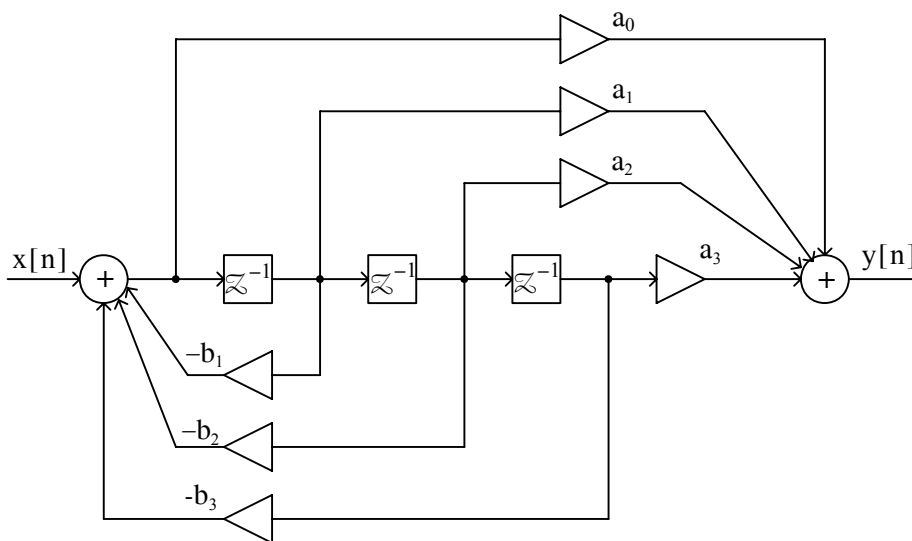 a₀
a₁
a₂
x[n]
+
z⁻¹
z⁻¹
z⁻¹
a₃
+
y[n]
–b₁
–b₂
-b₃